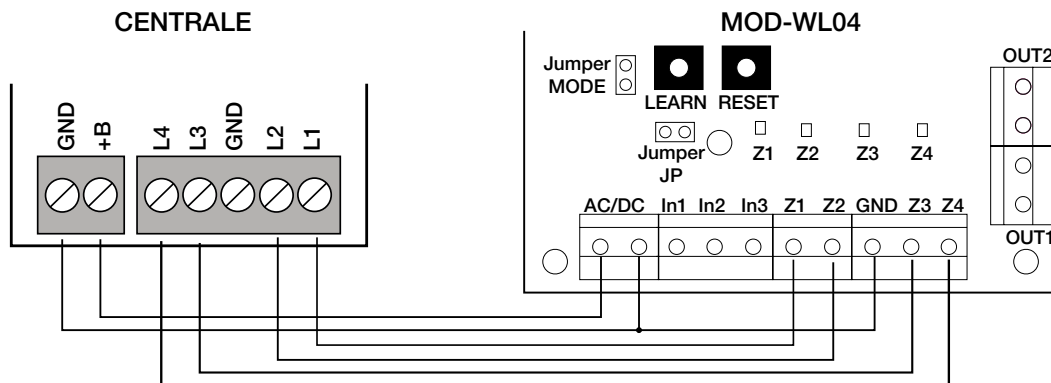 CENTRALE
MOD-WL04
GND +B L4 L3 GND L2 L1
Jumper
MODE
LEARN RESET
OUT2
Jumper
JP
Z1 Z2 Z3 Z4
AC/DC In1 In2 In3 Z1 Z2 GND Z3 Z4
OUT1